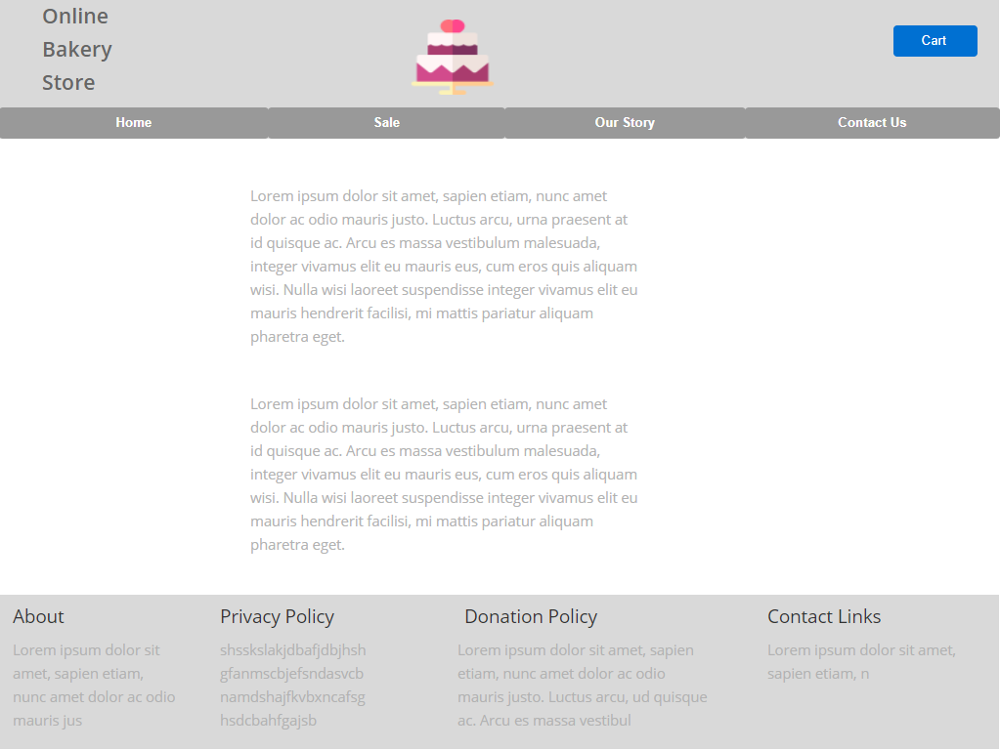 Online
Bakery
Store
Cart
Home
Sale
Our Story
Contact Us
Lorem ipsum dolor sit amet, sapien etiam, nunc amet
dolor ac odio mauris justo. Luctus arcu, urna praesent at
id quisque ac. Arcu es massa vestibulum malesuada,
integer vivamus elit eu mauris eus, cum eros quis aliquam
wisi. Nulla wisi laoreet suspendisse integer vivamus elit eu
mauris hendrerit facilisi, mi mattis pariatur aliquam
pharetra eget.
Lorem ipsum dolor sit amet, sapien etiam, nunc amet
dolor ac odio mauris justo. Luctus arcu, urna praesent at
id quisque ac. Arcu es massa vestibulum malesuada,
integer vivamus elit eu mauris eus, cum eros quis aliquam
wisi. Nulla wisi laoreet suspendisse integer vivamus elit eu
mauris hendrerit facilisi, mi mattis pariatur aliquam
pharetra eget.
About
Lorem ipsum dolor sit
amet, sapien etiam,
nunc amet dolor ac odio
mauris jus
Privacy Policy
shsskslakjdbafjdbjhsh
gfanmscbjefsndasvcb
namdshajfkvbxncafsg
hsdcbahfgajsb
Donation Policy
Lorem ipsum dolor sit amet, sapien
etiam, nunc amet dolor ac odio
mauris justo. Luctus arcu, ud quisque
ac. Arcu es massa vestibul
Contact Links
Lorem ipsum dolor sit amet,
sapien etiam, n